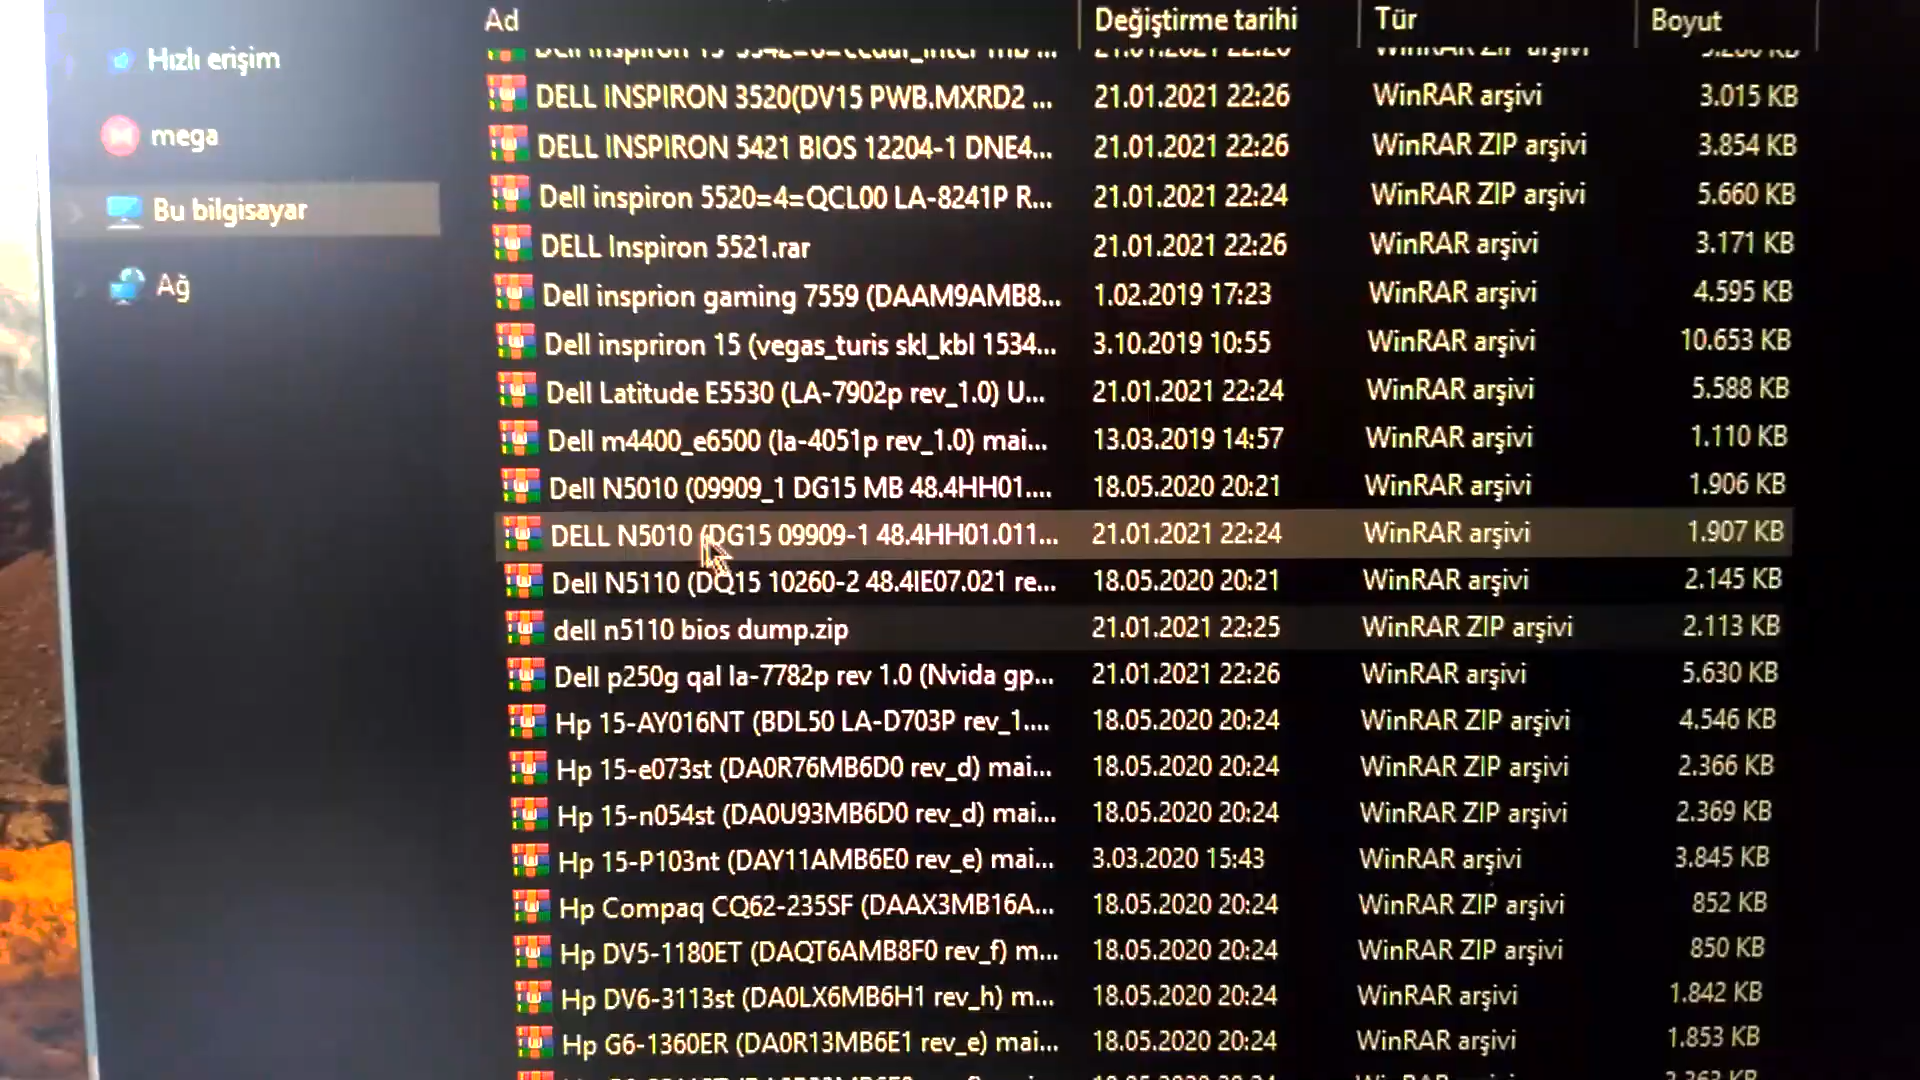 Ad Değiştirme tarihi Tür Boyut
Hızlı erişim
mega
Bu bilgisayar
Ağ
DELL INSPIRON 3520(DV15 PWB.MXRD2 ... 21.01.2021 22:26 WinRAR arşivi 3.015 KB
DELL INSPIRON 5421 BIOS 12204-1 DNE4... 21.01.2021 22:26 WinRAR ZIP arşivi 3.854 KB
Dell inspiron 5520=4=QCL00 LA-8241P R... 21.01.2021 22:24 WinRAR ZIP arşivi 5.660 KB
DELL Inspiron 5521.rar 21.01.2021 22:26 WinRAR arşivi 3.171 KB
Dell insprion gaming 7559 (DAAM9AMB8... 1.02.2019 17:23 WinRAR arşivi 4.595 KB
Dell inspriron 15 (vegas_turis skl_kbl 1534... 3.10.2019 10:55 WinRAR arşivi 10.653 KB
Dell Latitude E5530 (LA-7902p rev_1.0) U... 21.01.2021 22:24 WinRAR arşivi 5.588 KB
Dell m4400_e6500 (la-4051p rev_1.0) mai... 13.03.2019 14:57 WinRAR arşivi 1.110 KB
Dell N5010 (09909_1 DG15 MB 48.4HH01.... 18.05.2020 20:21 WinRAR arşivi 1.906 KB
DELL N5010 (DG15 09909-1 48.4HH01.011... 21.01.2021 22:24 WinRAR arşivi 1.907 KB
Dell N5110 (DQ15 10260-2 48.4IE07.021 re... 18.05.2020 20:21 WinRAR arşivi 2.145 KB
dell n5110 bios dump.zip 21.01.2021 22:25 WinRAR ZIP arşivi 2.113 KB
Dell p250g qal la-7782p rev 1.0 (Nvida gp... 21.01.2021 22:26 WinRAR arşivi 5.630 KB
Hp 15-AY016NT (BDL50 LA-D703P rev_1.... 18.05.2020 20:24 WinRAR ZIP arşivi 4.546 KB
Hp 15-e073st (DA0R76MB6D0 rev_d) mai... 18.05.2020 20:24 WinRAR ZIP arşivi 2.366 KB
Hp 15-n054st (DA0U93MB6D0 rev_d) mai... 18.05.2020 20:24 WinRAR ZIP arşivi 2.369 KB
Hp 15-P103nt (DAY11AMB6E0 rev_e) mai... 3.03.2020 15:43 WinRAR arşivi 3.845 KB
Hp Compaq CQ62-235SF (DAAX3MB16A... 18.05.2020 20:24 WinRAR ZIP arşivi 852 KB
Hp DV5-1180ET (DAQT6AMB8F0 rev_f) m... 18.05.2020 20:24 WinRAR ZIP arşivi 850 KB
Hp DV6-3113st (DA0LX6MB6H1 rev_h) m... 18.05.2020 20:24 WinRAR arşivi 1.842 KB
Hp G6-1360ER (DA0R13MB6E1 rev_e) mai... 18.05.2020 20:24 WinRAR arşivi 1.853 KB